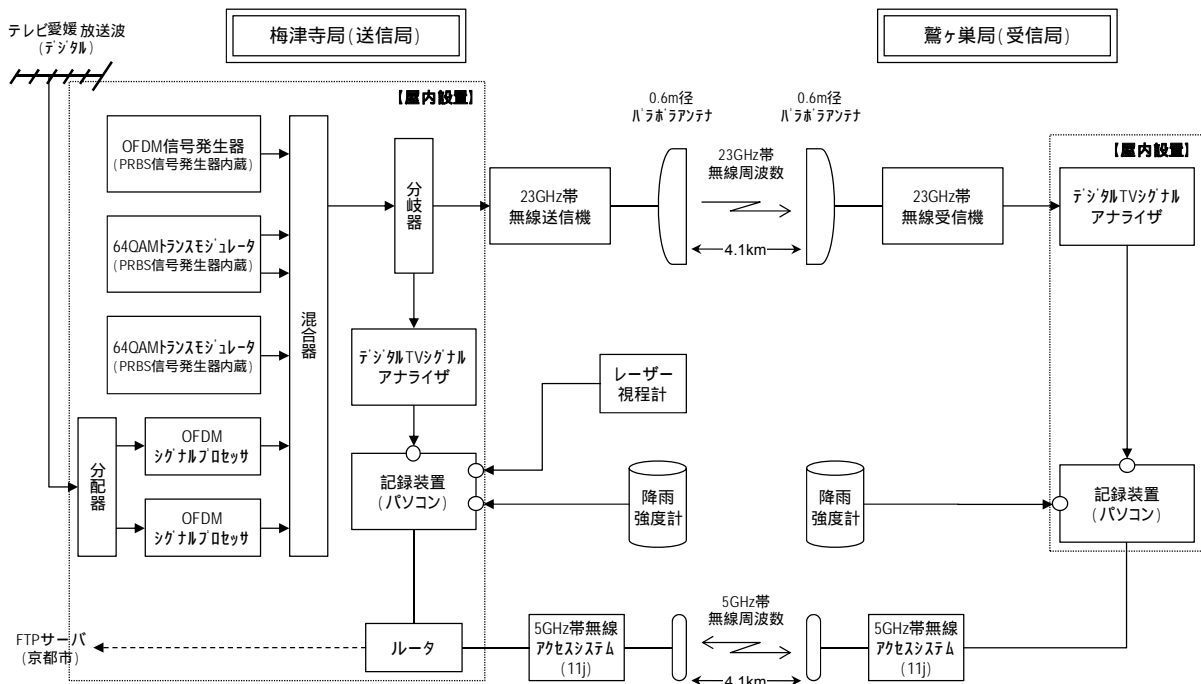 テレビ愛媛 放送波
(ﾃﾞｼﾞﾀﾙ)
梅津寺局(送信局)
鷲ヶ巣局(受信局)
【屋内設置】
OFDM信号発生器
(PRBS信号発生器内蔵)
64QAMﾄﾗﾝｽﾓｼﾞｭﾚｰﾀ
(PRBS信号発生器内蔵)
64QAMﾄﾗﾝｽﾓｼﾞｭﾚｰﾀ
(PRBS信号発生器内蔵)
分配器
OFDM
ｼｸﾞﾅﾙﾌﾟﾛｾｯｻ
OFDM
ｼｸﾞﾅﾙﾌﾟﾛｾｯｻ
混合器
分岐器
ﾃﾞｼﾞﾀﾙTVｼｸﾞﾅﾙ
アナライザ
記録装置
(パソコン)
ルータ
FTPサーバ
(京都市)
23GHz帯
無線送信機
0.6m径
ﾊﾟﾗﾎﾞﾗｱﾝﾃﾅ
23GHz帯
無線周波数
4.1km
0.6m径
ﾊﾟﾗﾎﾞﾗｱﾝﾃﾅ
23GHz帯
無線受信機
【屋内設置】
ﾃﾞｼﾞﾀﾙTVｼｸﾞﾅﾙ
アナライザ
レーザー
視程計
降雨
強度計
降雨
強度計
記録装置
(パソコン)
5GHz帯無線
ｱｸｾｽｼｽﾃﾑ
(11j)
5GHz帯
無線周波数
4.1km
5GHz帯無線
ｱｸｾｽｼｽﾃﾑ
(11j)